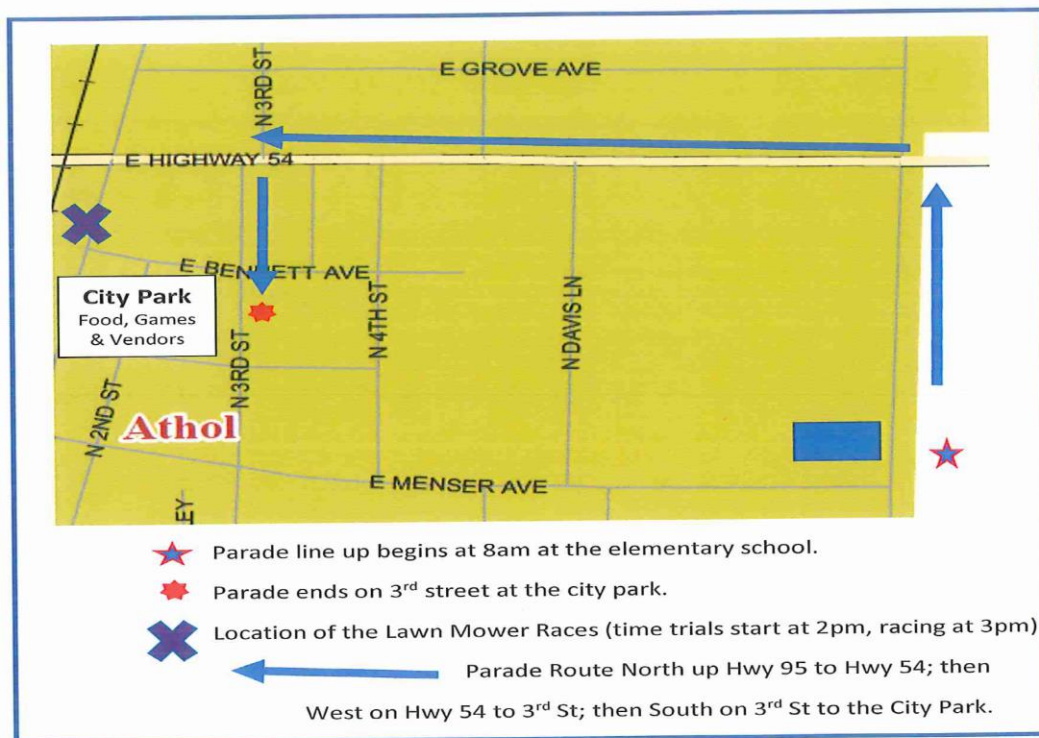 E GROVE AVE
N 3RD ST
E HIGHWAY 54
E BENNETT AVE
City Park
Food, Games
& Vendors
N 3RD ST
N 4TH ST
N DAVIS LN
N 2ND ST
Athol
E MENSER AVE
EY
Parade line up begins at 8am at the elementary school.
Parade ends on 3rd street at the city park.
Location of the Lawn Mower Races (time trials start at 2pm, racing at 3pm)
Parade Route North up Hwy 95 to Hwy 54; then
West on Hwy 54 to 3rd St; then South on 3rd St to the City Park.